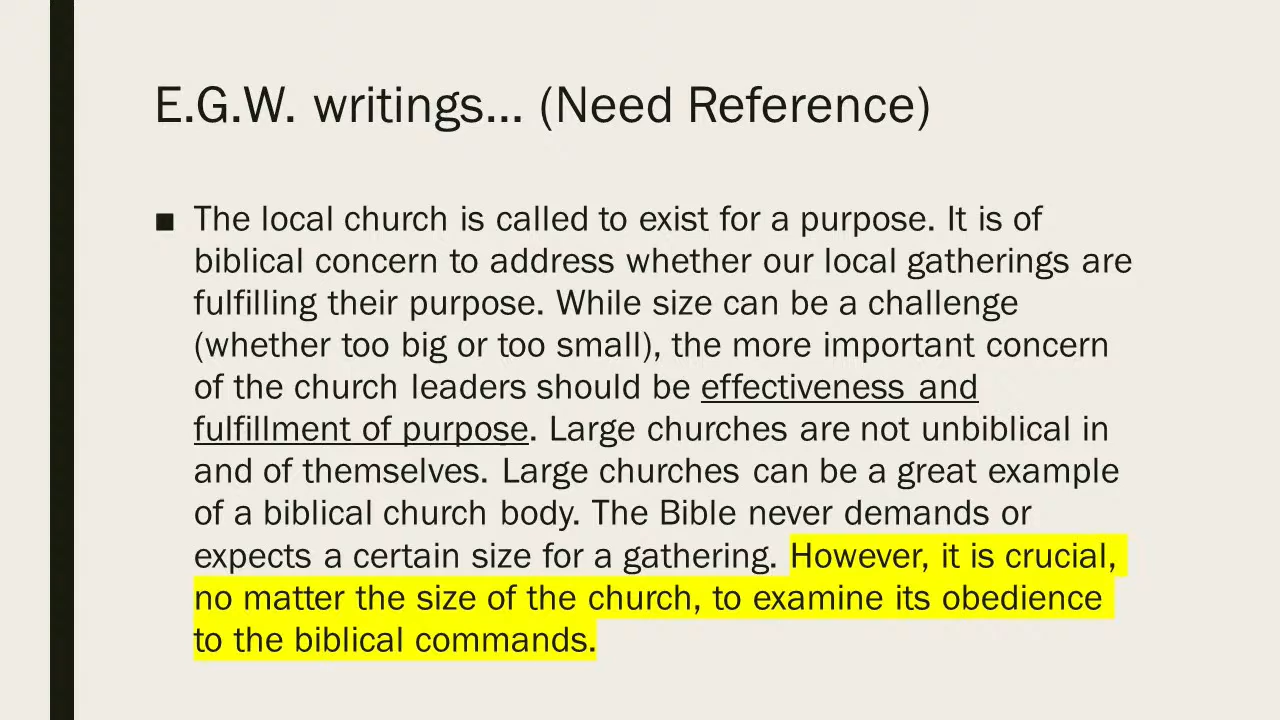 E.G.W. writings... (Need Reference)
■ The local church is called to exist for a purpose. It is of
biblical concern to address whether our local gatherings are
fulfilling their purpose. While size can be a challenge
(whether too big or too small), the more important concern
of the church leaders should be effectiveness and
fulfillment of purpose. Large churches are not unbiblical in
and of themselves. Large churches can be a great example
of a biblical church body. The Bible never demands or
expects a certain size for a gathering. However, it is crucial,
no matter the size of the church, to examine its obedience
to the biblical commands.